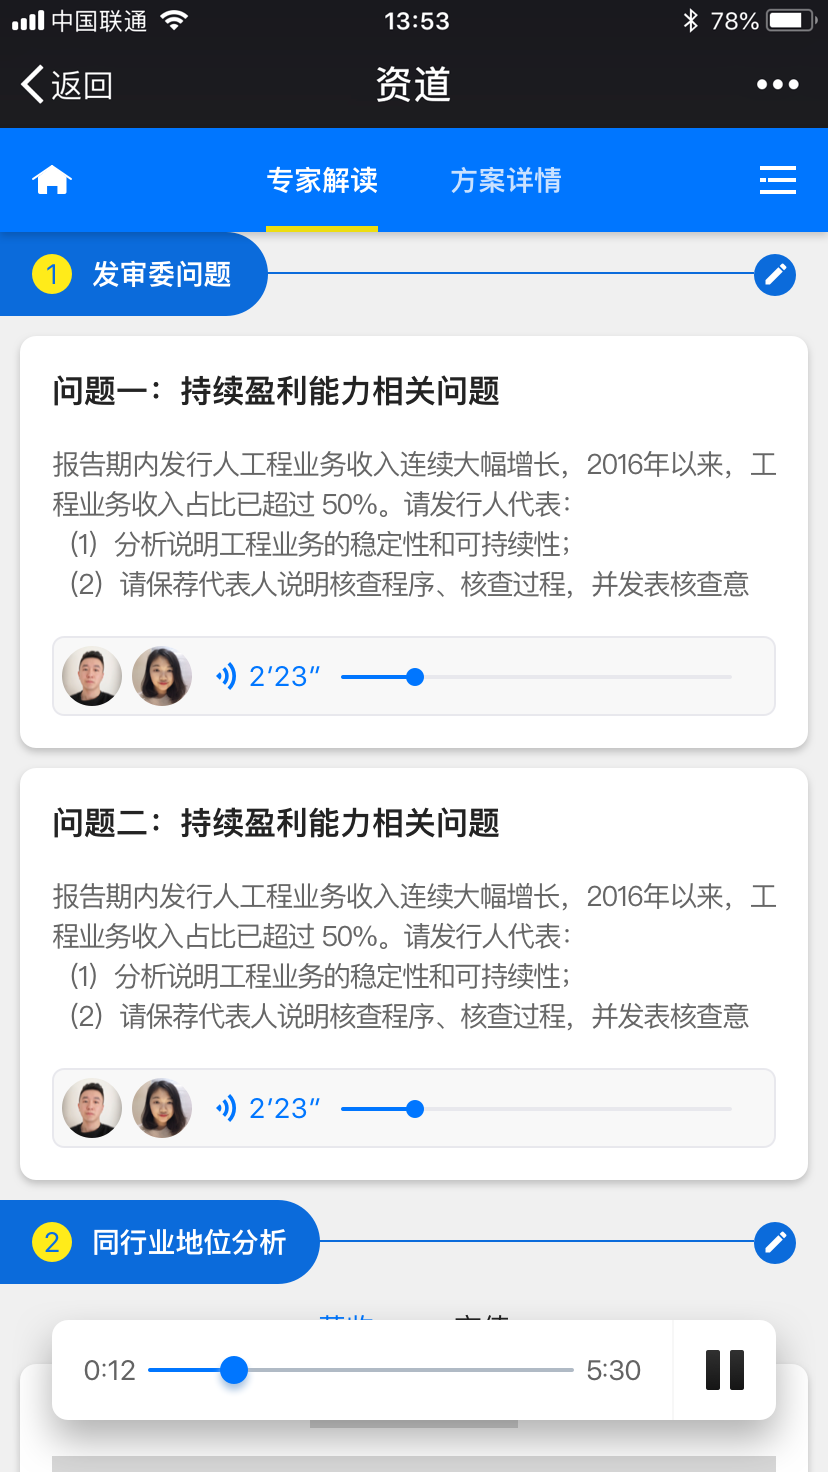 中国联通
13:53
78%
返回
资道
专家解读
方案详情
1
发审委问题
问题一：持续盈利能力相关问题
报告期内发行人工程业务收入连续大幅增长，2016年以来，工
程业务收入占比已超过 50%。请发行人代表：
（1）分析说明工程业务的稳定性和可持续性；
（2）请保荐代表人说明核查程序、核查过程，并发表核查意
2′23″
问题二：持续盈利能力相关问题
报告期内发行人工程业务收入连续大幅增长，2016年以来，工
程业务收入占比已超过 50%。请发行人代表：
（1）分析说明工程业务的稳定性和可持续性；
（2）请保荐代表人说明核查程序、核查过程，并发表核查意
2′23″
2
同行业地位分析
0:12
5:30